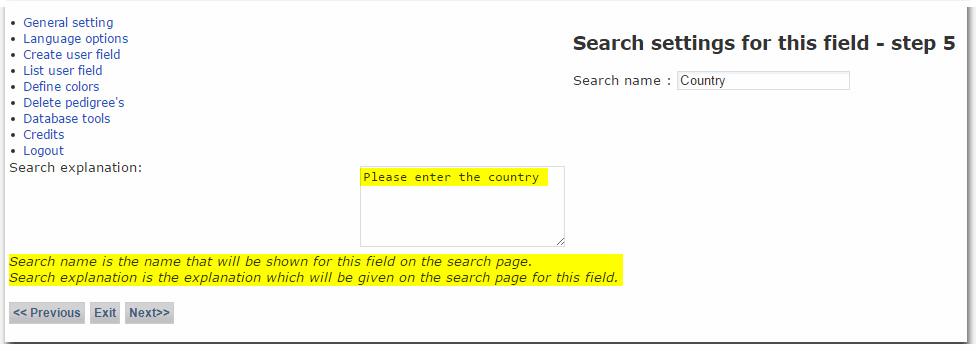 General setting
Language options
Create user field
List user field
Define colors
Delete pedigree's
Database tools
Credits
Logout
Search settings for this field - step 5
Search name : Country
Search explanation:
Please enter the country
Search name is the name that will be shown for this field on the search page.
Search explanation is the explanation which will be given on the search page for this field.
<< Previous Exit Next>>